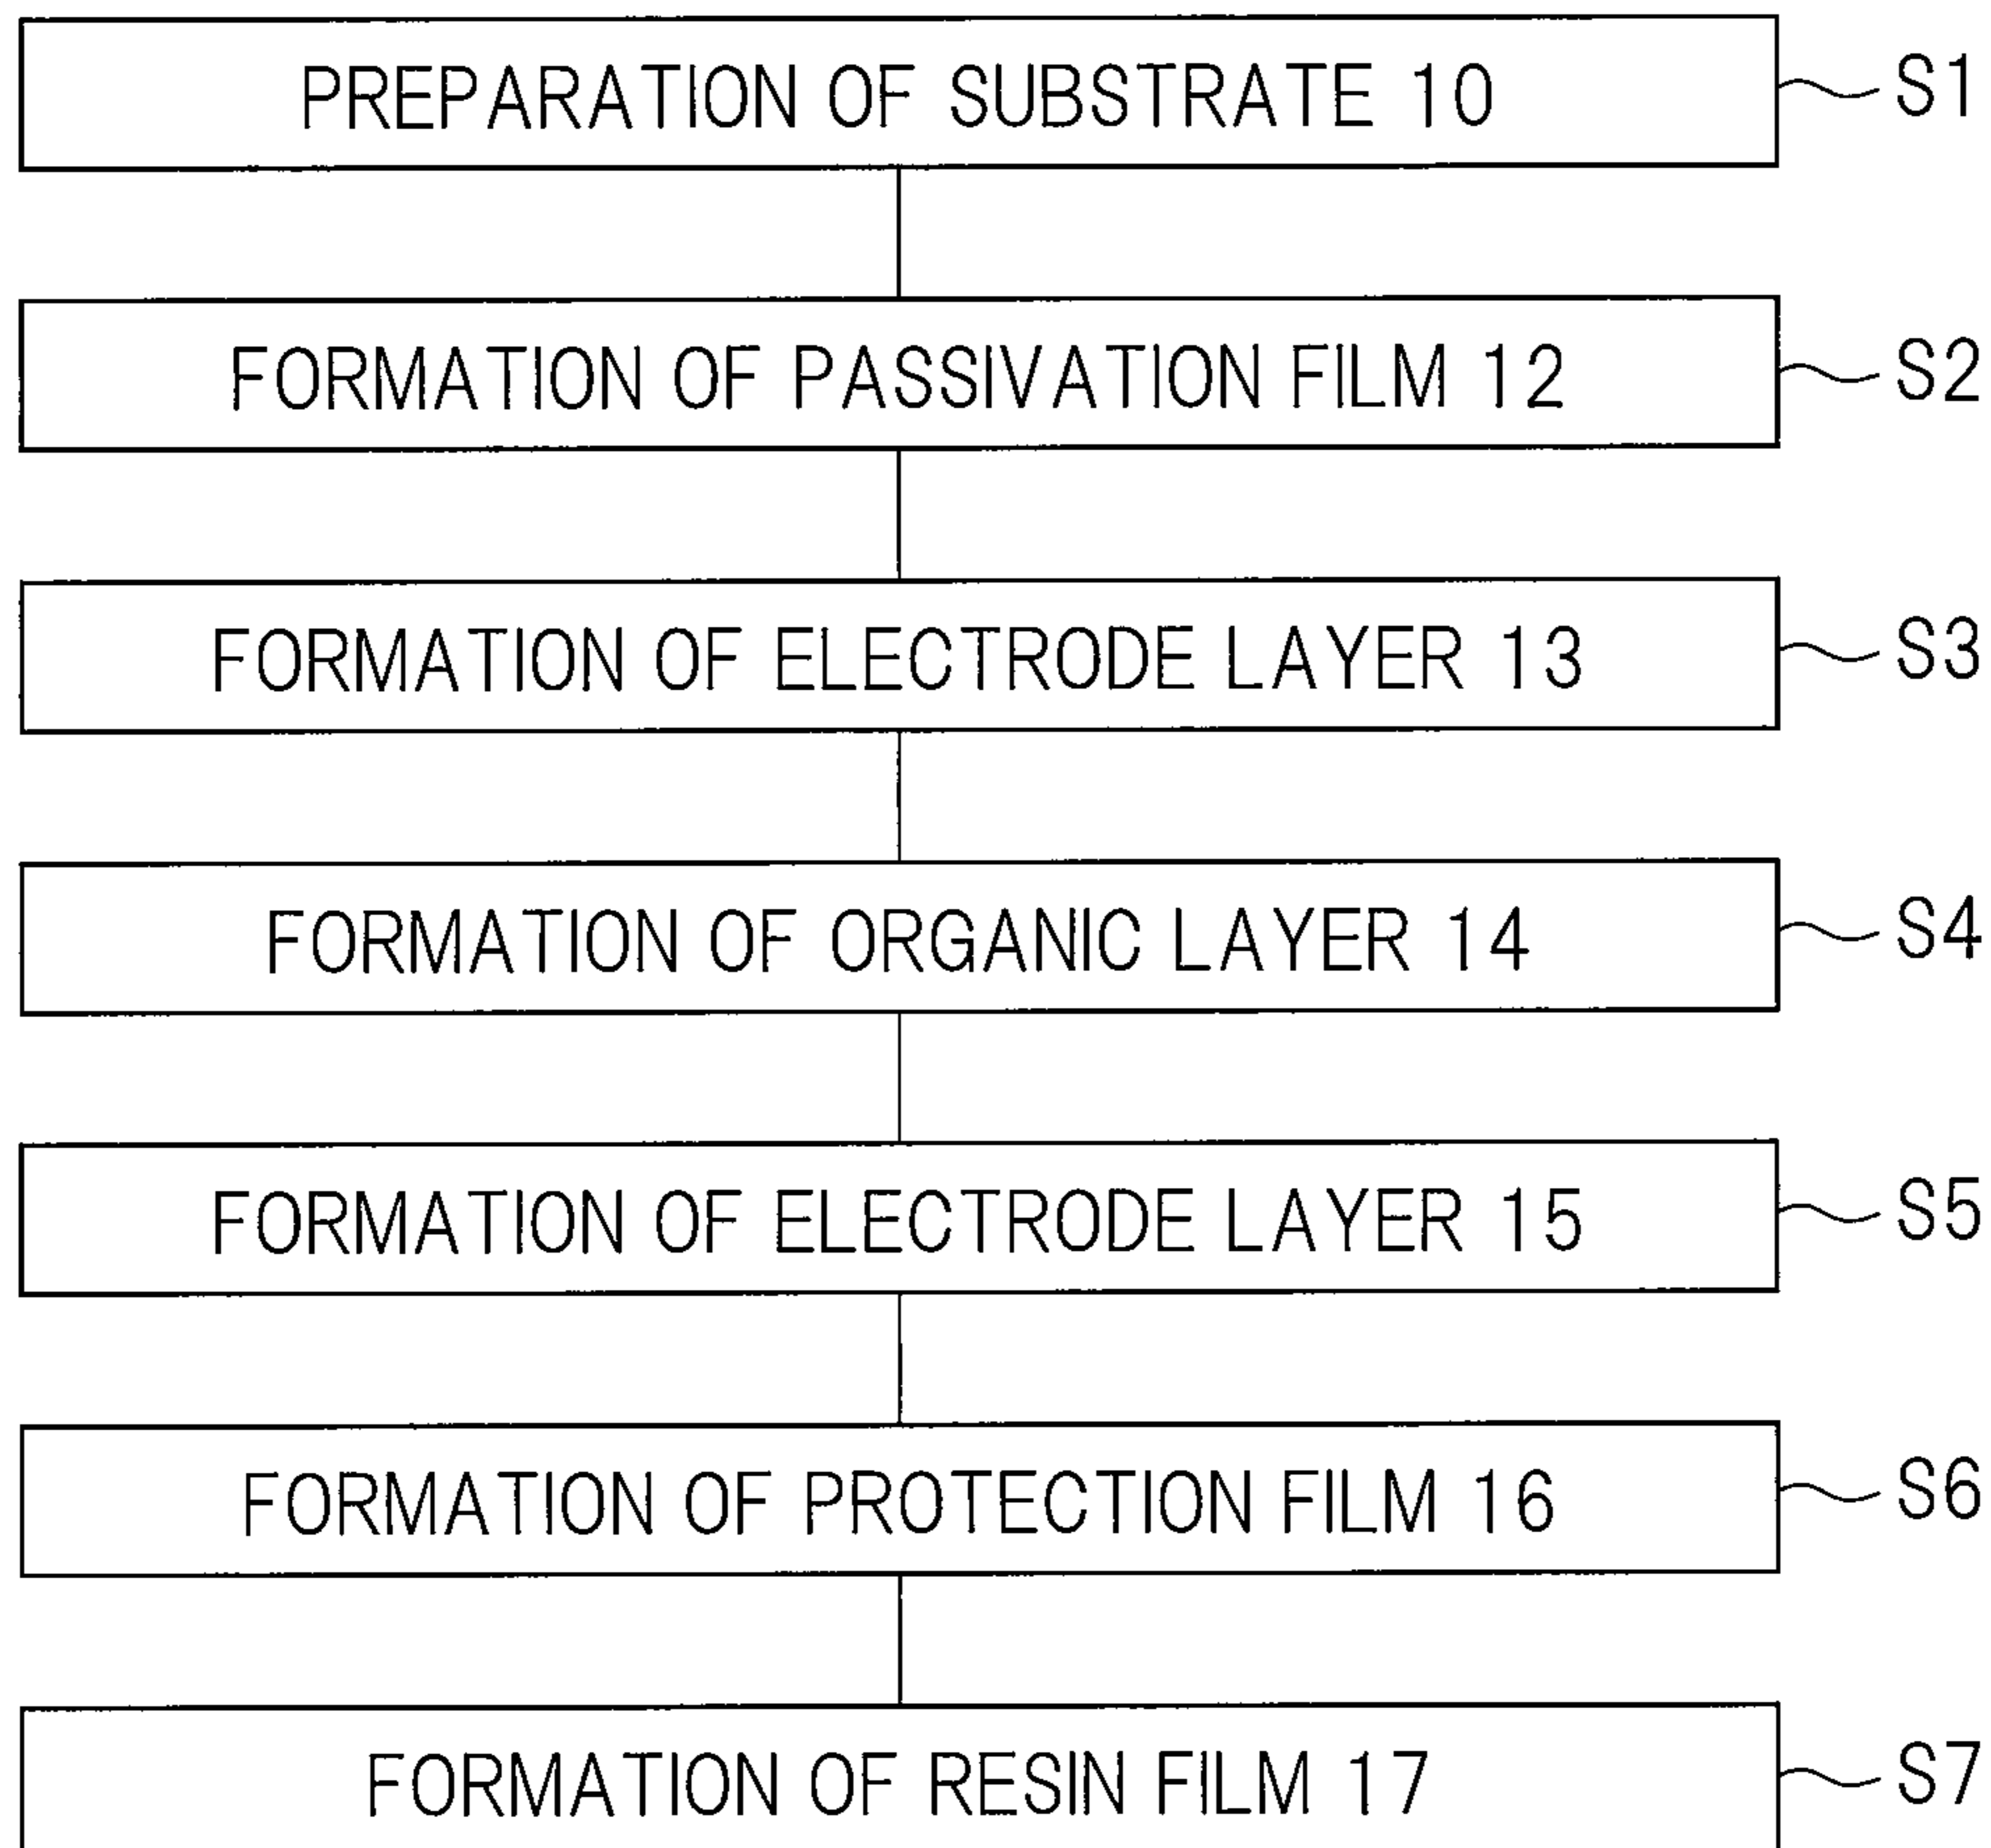 PREPARATION OF SUBSTRATE 10 S1
FORMATION OF PASSIVATION FILM 12 S2
FORMATION OF ELECTRODE LAYER 13 S3
FORMATION OF ORGANIC LAYER 14 S4
FORMATION OF ELECTRODE LAYER 15 S5
FORMATION OF PROTECTION FILM 16 S6
FORMATION OF RESIN FILM 17 S7